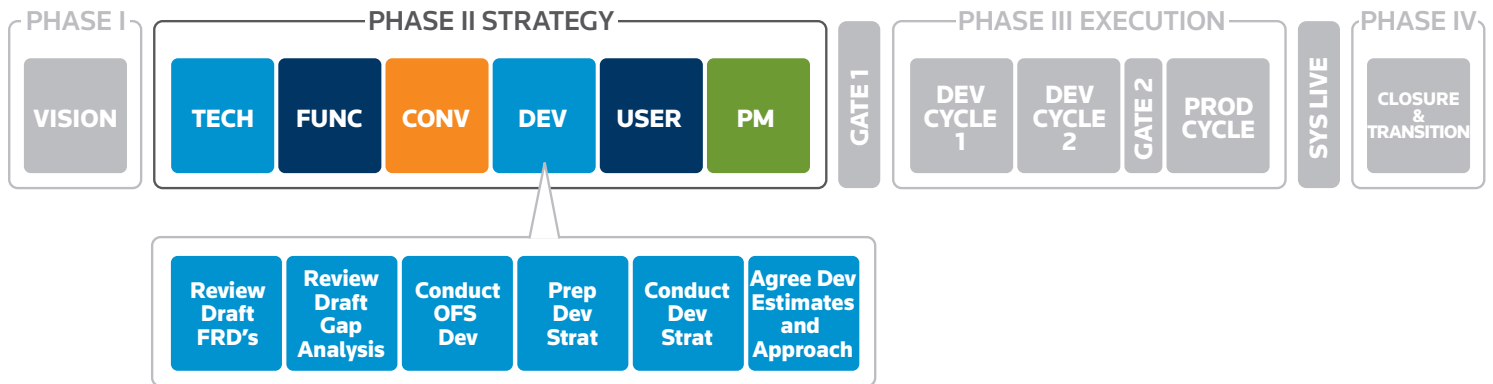 PHASE I
PHASE II STRATEGY
PHASE III EXECUTION
PHASE IV
VISION
TECH
FUNC
CONV
DEV
USER
PM
GATE 1
DEV
CYCLE
1
DEV
CYCLE
2
GATE 2
PROD
CYCLE
SYS LIVE
CLOSURE
&
TRANSITION
Review
Draft
FRD’s
Review
Draft
Gap
Analysis
Conduct
OFS
Dev
Prep
Dev
Strat
Conduct
Dev
Strat
Agree Dev
Estimates
and
Approach